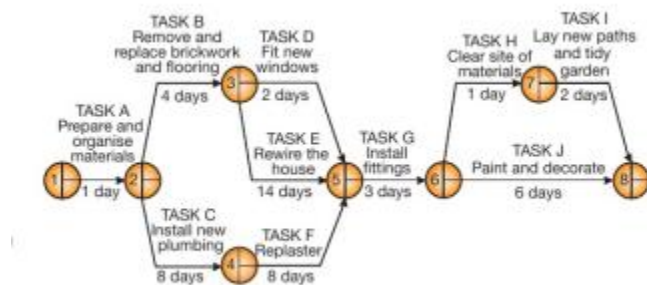 TASK B
Remove and
replace brickwork
and flooring
4 days
TASK D
Fit new
windows
2 days
TASK H
Clear site of
materials
1 day
TASK I
Lay new paths
and tidy
garden
2 days
TASK A
Prepare and
organise
materials
1 day
TASK E
Rewire the
house
14 days
TASK G
Install
fittings
3 days
TASK J
Paint and decorate
6 days
TASK C
Install new
plumbing
8 days
TASK F
Replaster
8 days
1
2
3
4
5
6
7
8